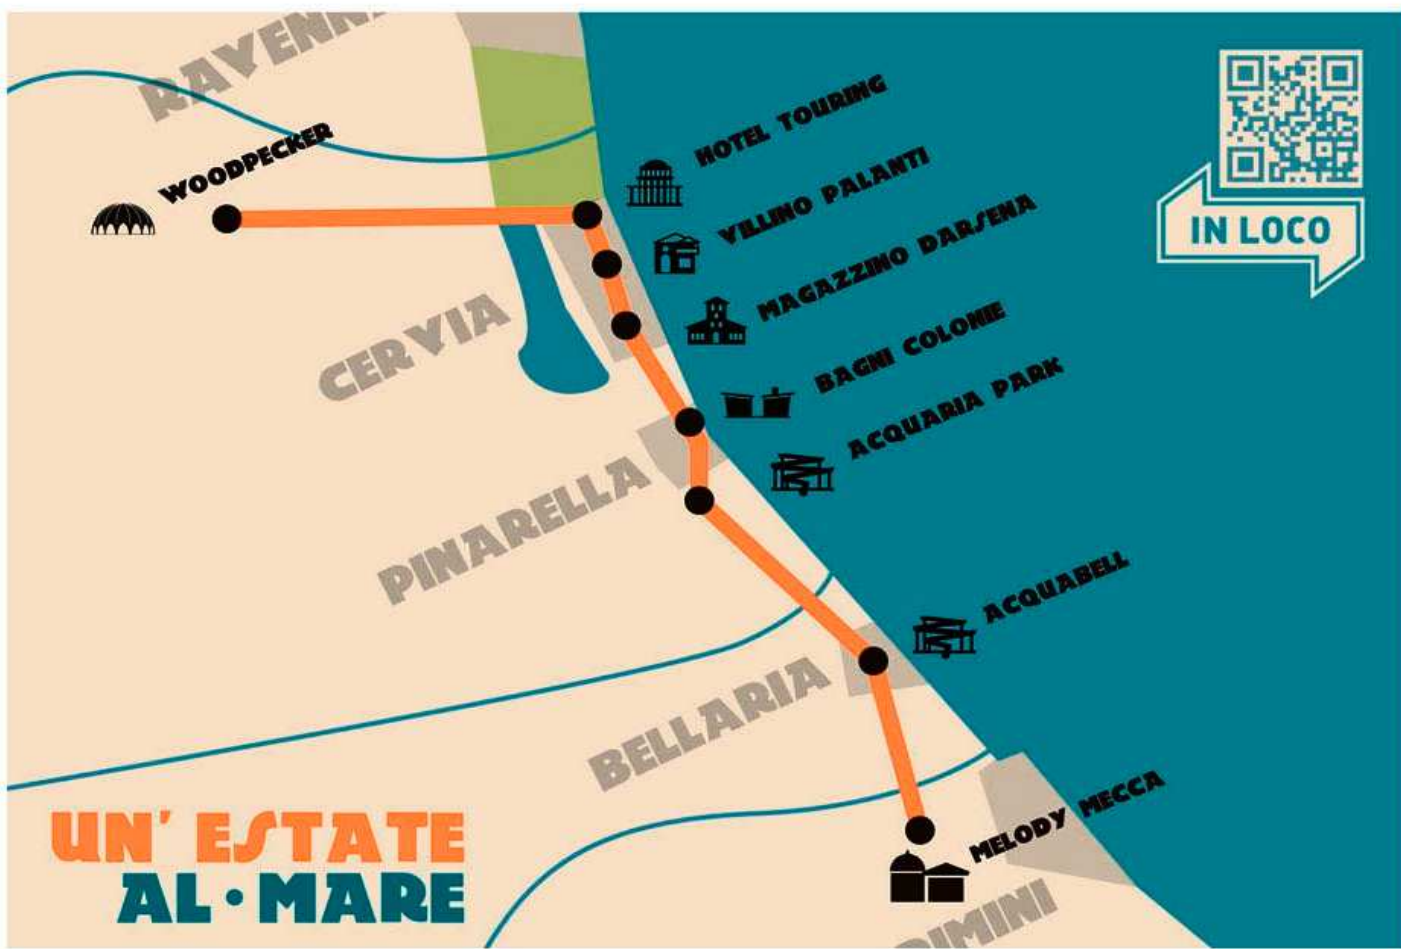 RAVENNA
WOODPECKER
HOTEL TOURING
VILLINO PALANTI
MAGAZZINO DARSENA
IN LOCO
CERVIA
BAGNI COLONIE
ACQUARIA PARK
PINARELLA
ACQUABELL
BELLARIA
MELODY MECCA
UN' ESTATE
AL • MARE
RIMINI